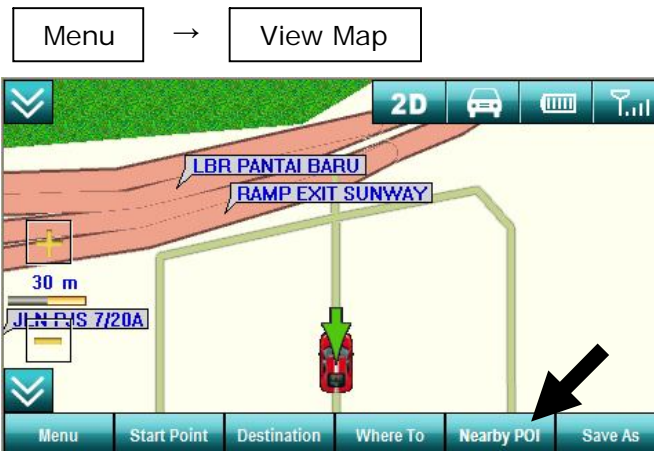 Menu → View Map
2D
LBR PANTAI BARU
RAMP EXIT SUNWAY
30 m
JLN PJS 7/20A
Menu Start Point Destination Where To Nearby POI Save As